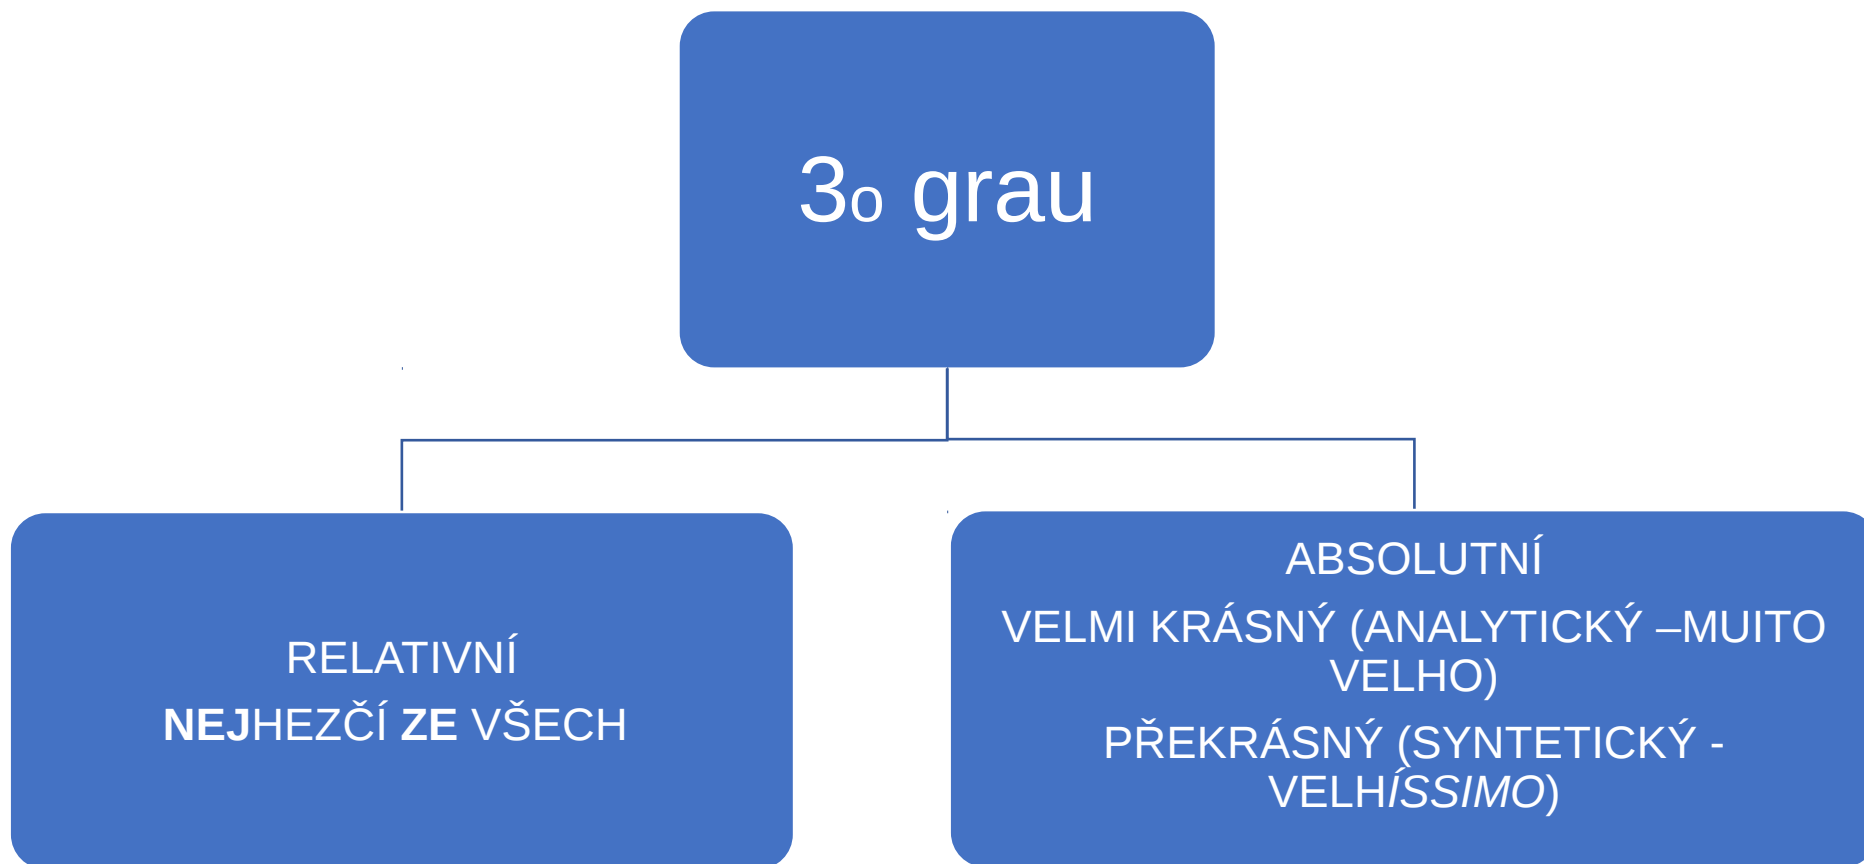 3o grau
RELATIVNÍ
NEJHEZČÍ ZE VŠECH
ABSOLUTNÍ
VELMI KRÁSNÝ (ANALYTICKÝ –MUITO
VELHO)
PŘEKRÁSNÝ (SYNTETICKÝ -
VELHÍSSIMO)